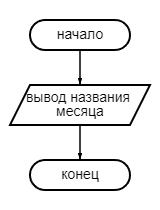 начало
вывод названия
месяца
конец